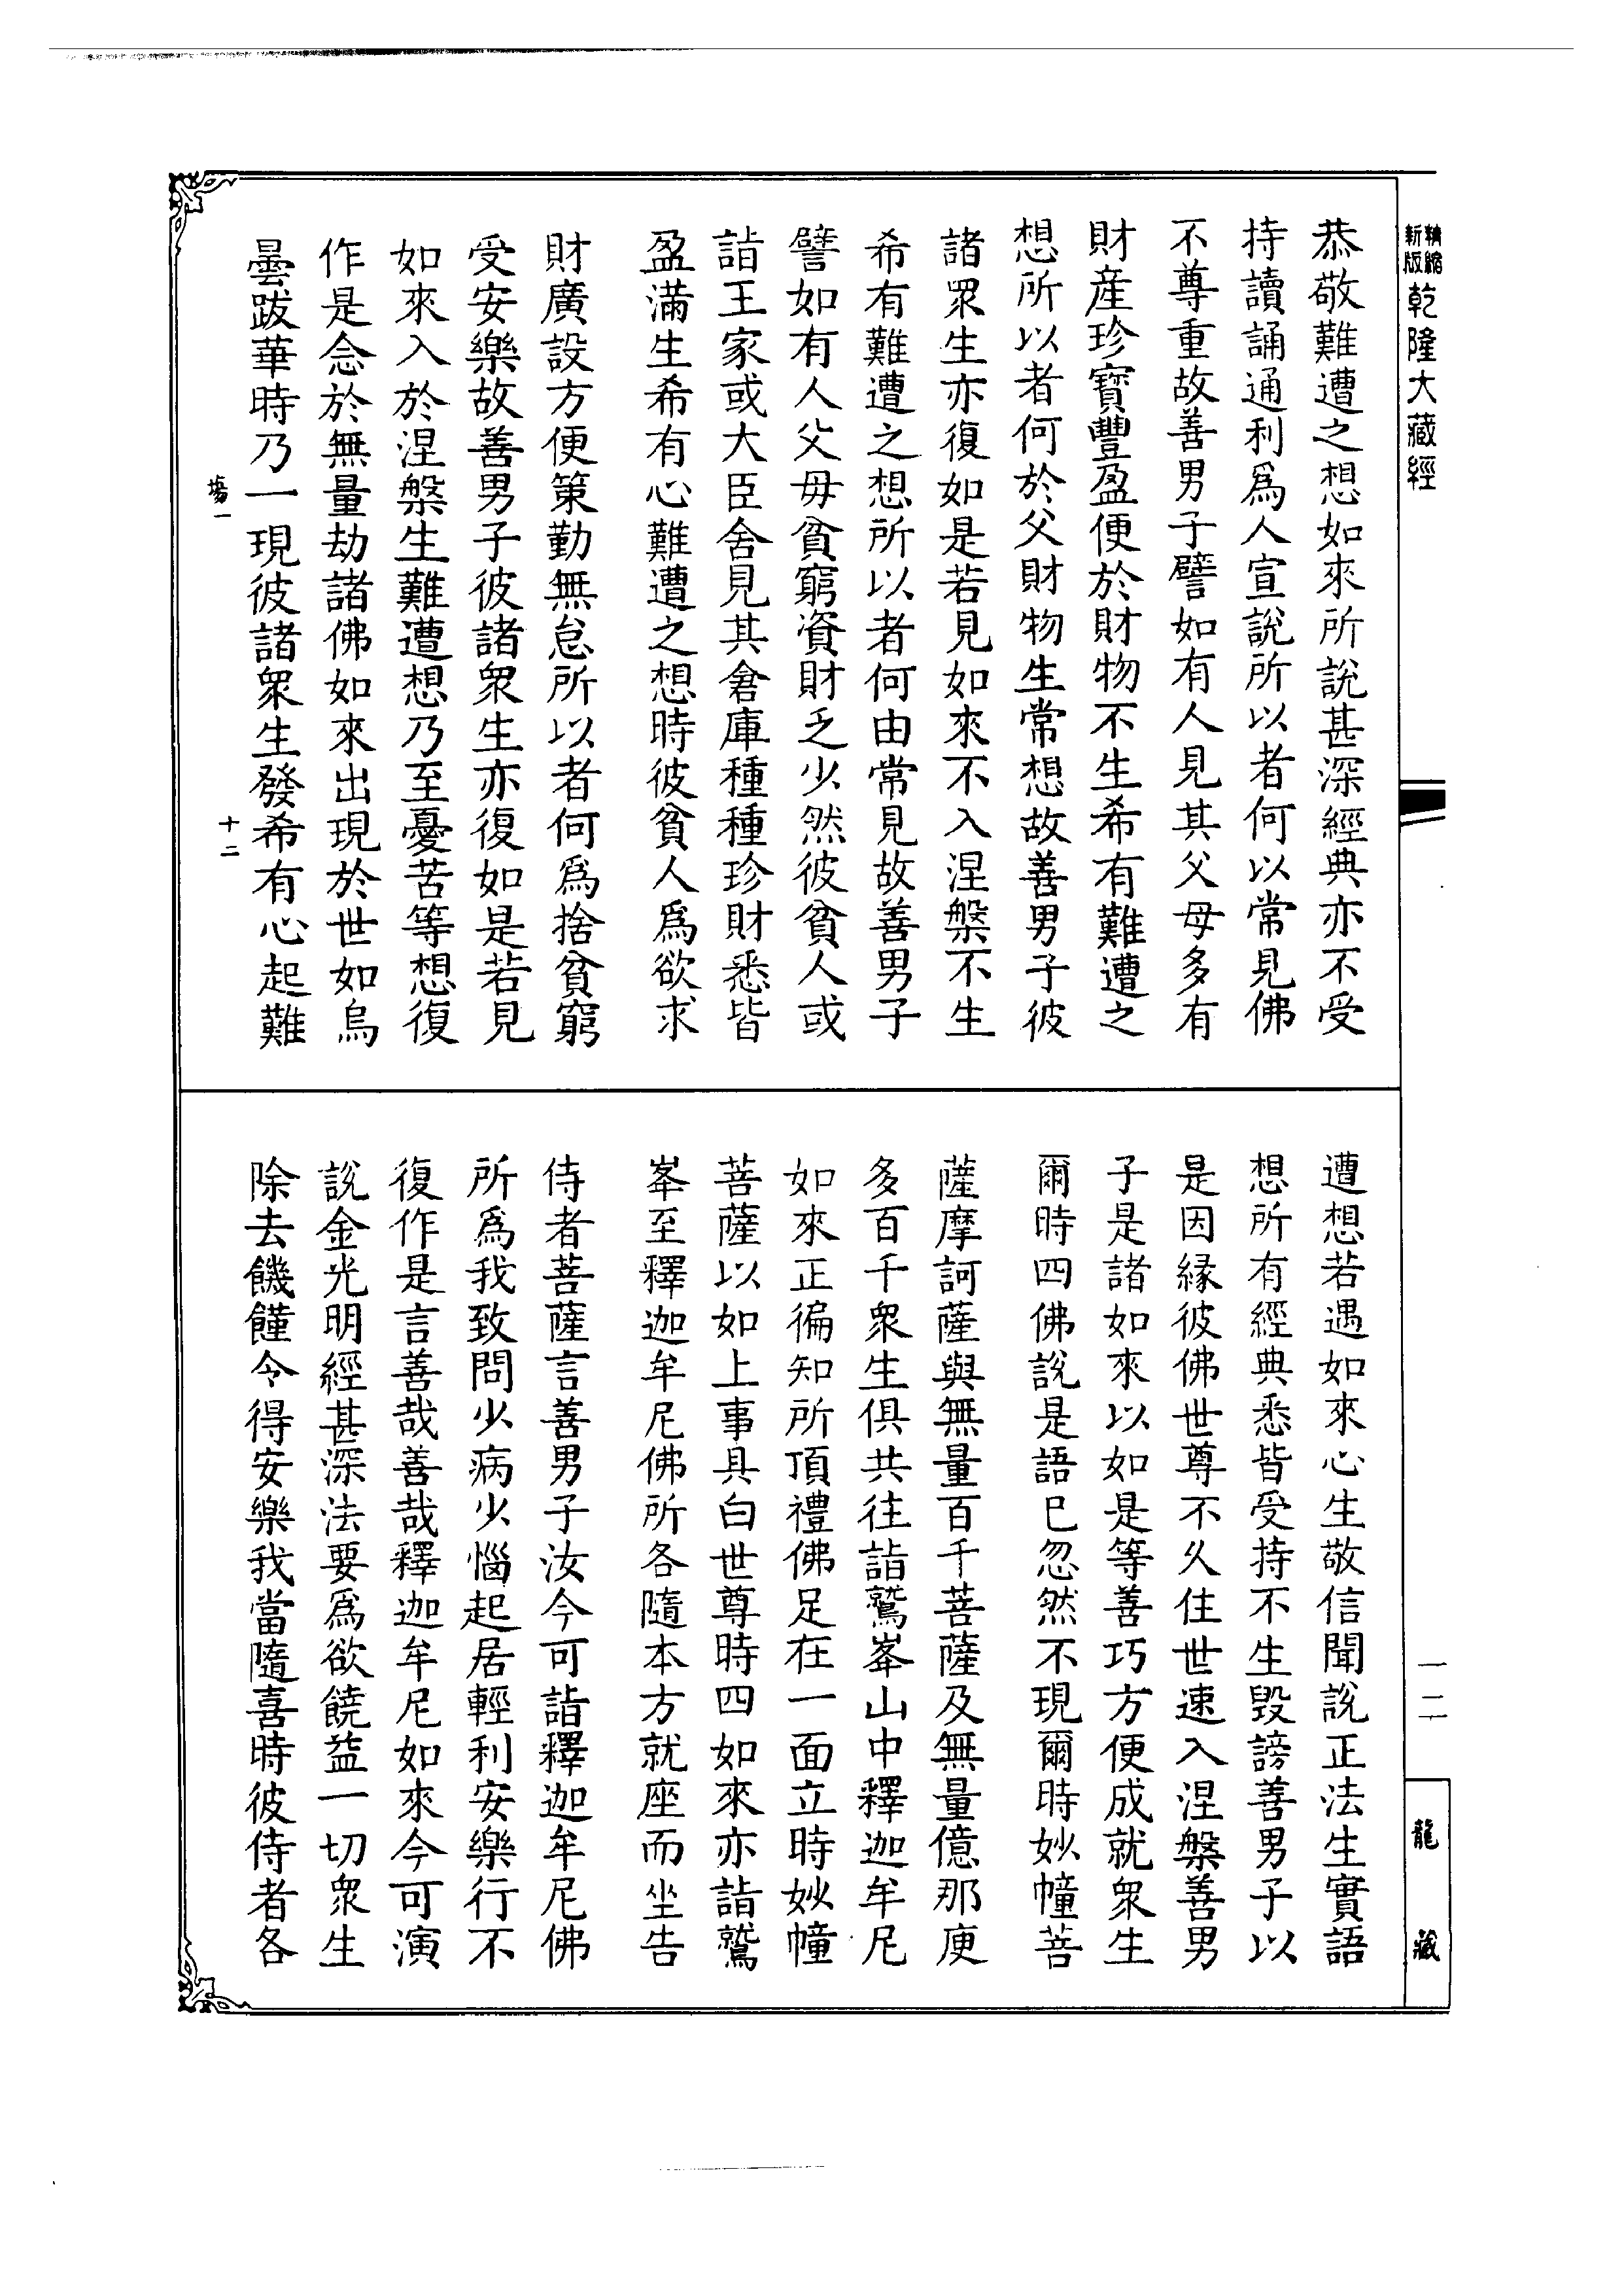 新版
精縮
乾隆大藏經
恭敬難遭之想如來所說甚深經典亦不受
持讀誦通利爲人宣說所以者何以常見佛
不尊重故善男子譬如有人見其父母多有
財産珍寶豐盈便於財物不生希有難遭之
想所以者何於父財物生常想故善男子彼
諸眾生亦復如是若見如來不入涅槃不生
希有難遭之想所以者何由常見故善男子
譬如有人父母貧窮資財乏少然彼貧人或
詣王家或大臣舍見其倉庫種種珍財悉皆
盈滿生希有心難遭之想時彼貧人爲欲求
財廣設方便策勤無怠所以者何爲捨貧窮
受安樂故善男子彼諸眾生亦復如是若見
如來入於涅槃生難遭想乃至憂苦等想復
作是念於無量劫諸佛如來出現於世如烏
曇跋華時乃一現彼諸眾生發希有心起難
塲一
十二
遭想若遇如來心生敬信聞說正法生實語
想所有經典悉皆受持不生毀謗善男子以
是因緣彼佛世尊不久住世速入涅槃善男
子是諸如來以如是等善巧方便成就眾生
爾時四佛說是語已忽然不現爾時妙幢菩
薩摩訶薩與無量百千菩薩及無量億那庾
多百千眾生俱共往詣鷲峯山中釋迦牟尼
如來正徧知所頂禮佛足在一面立時妙幢
菩薩以如上事具白世尊時四如來亦詣鷲
峯至釋迦牟尼佛所各隨本方就座而坐告
侍者菩薩言善男子汝今可詣釋迦牟尼佛
所爲我致問少病少惱起居輕利安樂行不
復作是言善哉善哉釋迦牟尼如來今可演
說金光明經甚深法要爲欲饒益一切眾生
除去饑饉令得安樂我當隨喜時彼侍者各
一二
龍藏